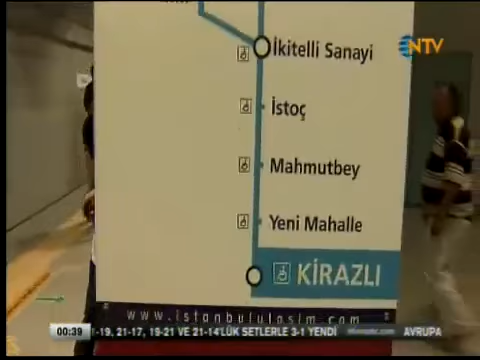 İkitelli Sanayi
NTV
İstoç
Mahmutbey
Yeni Mahalle
KİRAZLI
www.istanbululasim.com
00:39 -19, 21-17, 19-21 VE 21-14'LÜK SETLERLE 3-1 YENDİ AVRUPA